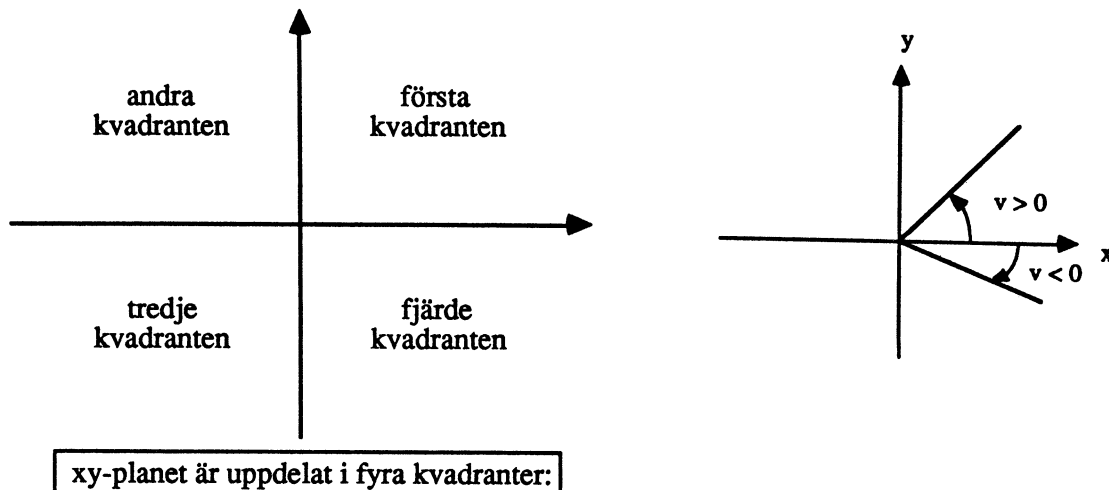 andra
kvadranten
första
kvadranten
tredje
kvadranten
fjärde
kvadranten
xy-planet är uppdelat i fyra kvadranter:
y
v > 0
x
v < 0